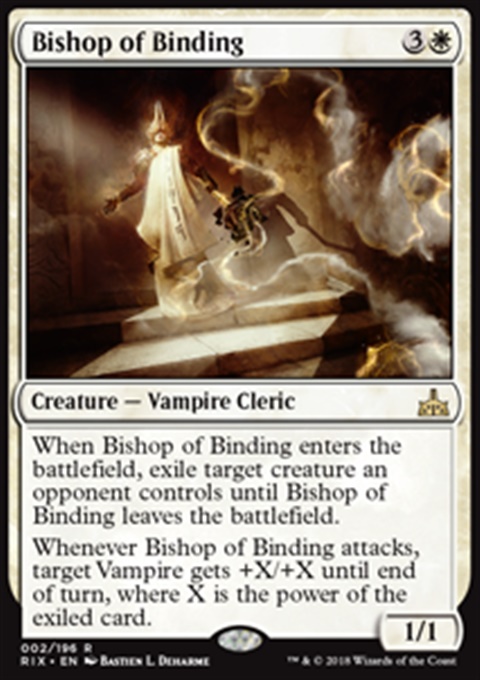 Bishop of Binding 3
Creature — Vampire Cleric
When Bishop of Binding enters the
battlefield, exile target creature an
opponent controls until Bishop of
Binding leaves the battlefield.
Whenever Bishop of Binding attacks,
target Vampire gets +X/+X until end
of turn, where X is the power of the
exiled card.
1/1
002/196 R
RIX • EN Bastien L. Deharme
™ & © 2018 Wizards of the Coast